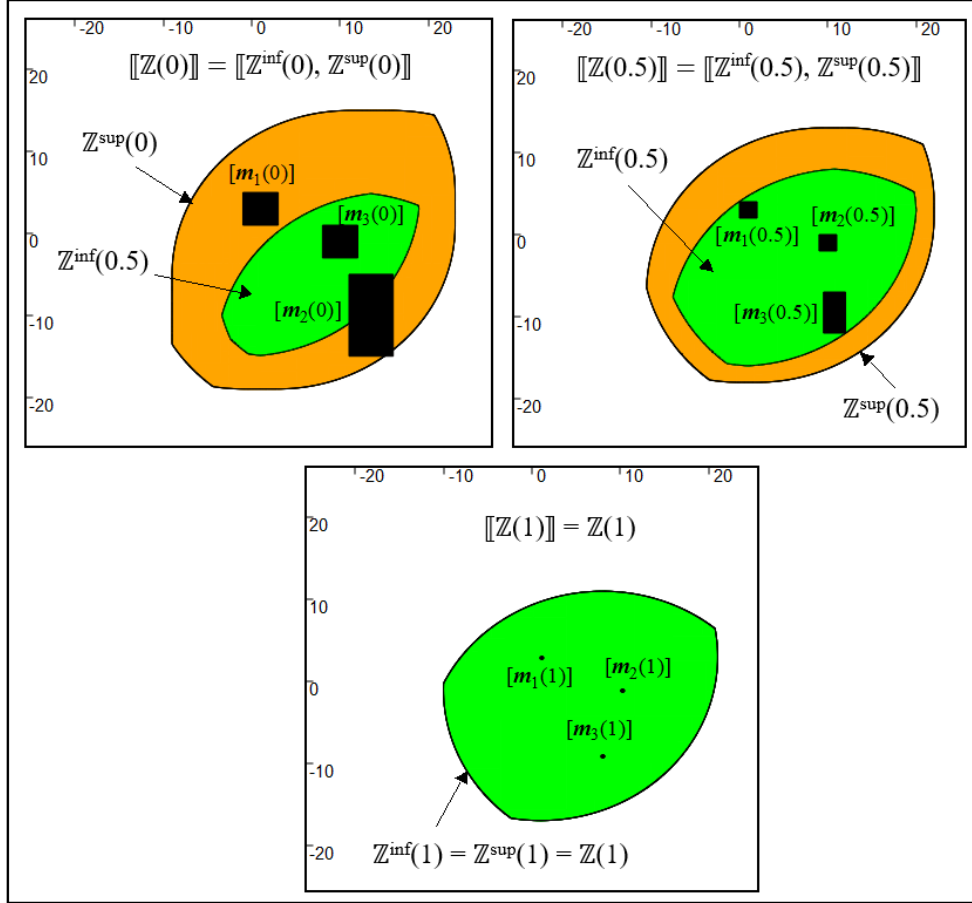 -20 -10 0 10 20
⟦ℤ(0)⟧ = ⟦ℤ^inf(0), ℤ^sup(0)⟧
20
ℤ^sup(0)
10
[m₁(0)]
[m₃(0)]
0
ℤ^inf(0.5)
[m₂(0)]
-10
-20
-20 -10 0 10 20
⟦ℤ(0.5)⟧ = ⟦ℤ^inf(0.5), ℤ^sup(0.5)⟧
20
ℤ^inf(0.5)
10
[m₂(0.5)]
[m₁(0.5)]
0
[m₃(0.5)]
-10
ℤ^sup(0.5)
-20
-20 -10 0 10 20
⟦ℤ(1)⟧ = ℤ(1)
20
10
[m₁(1)] [m₂(1)]
0
[m₃(1)]
-10
ℤ^inf(1) = ℤ^sup(1) = ℤ(1)
-20